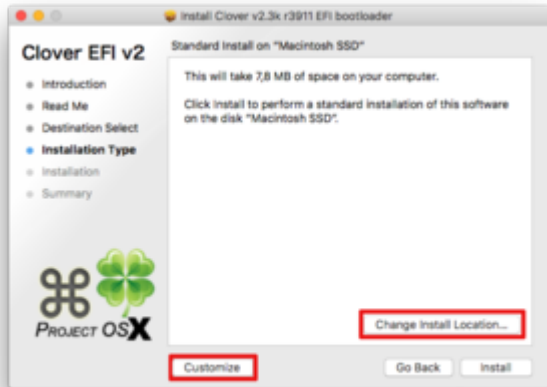 Install Clover v2.3k r3911 EFI bootloader
Clover EFI v2
Standard Install on "Macintosh SSD"
Introduction
Read Me
Destination Select
Installation Type
Installation
Summary
This will take 7,8 MB of space on your computer.
Click Install to perform a standard installation of this software
on the disk "Macintosh SSD".
PROJECT OSX
Change Install Location...
Customize
Go Back
Install